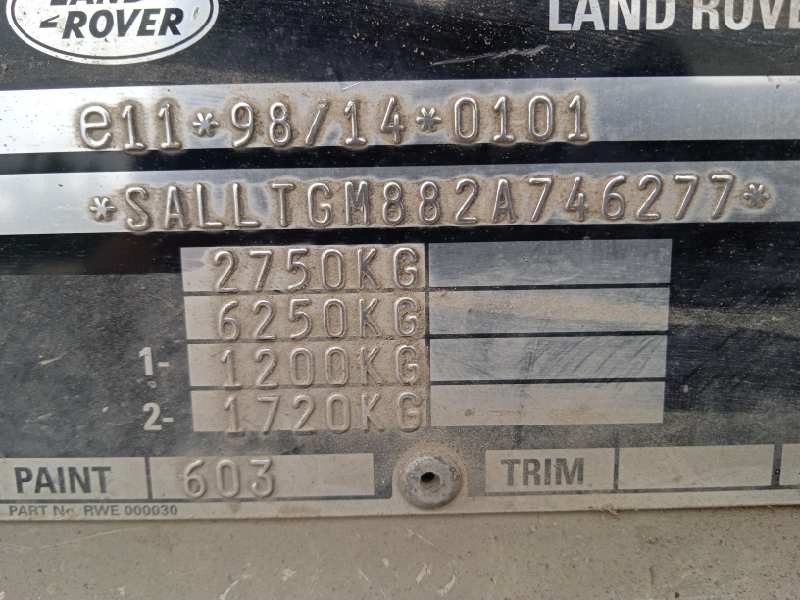 LAND
ROVER
LAND ROVE
e11*98/14*0101
*SALLTGM882A746277*
2750KG
6250KG
1- 1200KG
2- 1720KG
PAINT 603 TRIM
PART No. RWE 000030